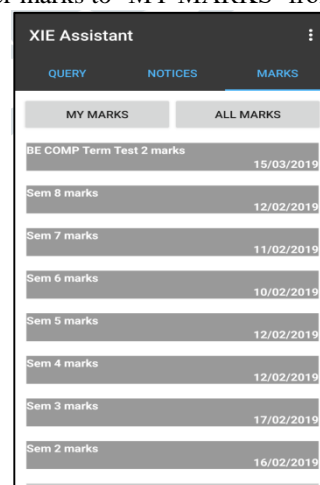 XIE Assistant
QUERY NOTICES MARKS
MY MARKS ALL MARKS
BE COMP Term Test 2 marks
15/03/2019
Sem 8 marks
12/02/2019
Sem 7 marks
11/02/2019
Sem 6 marks
10/02/2019
Sem 5 marks
12/02/2019
Sem 4 marks
12/02/2019
Sem 3 marks
17/02/2019
Sem 2 marks
16/02/2019